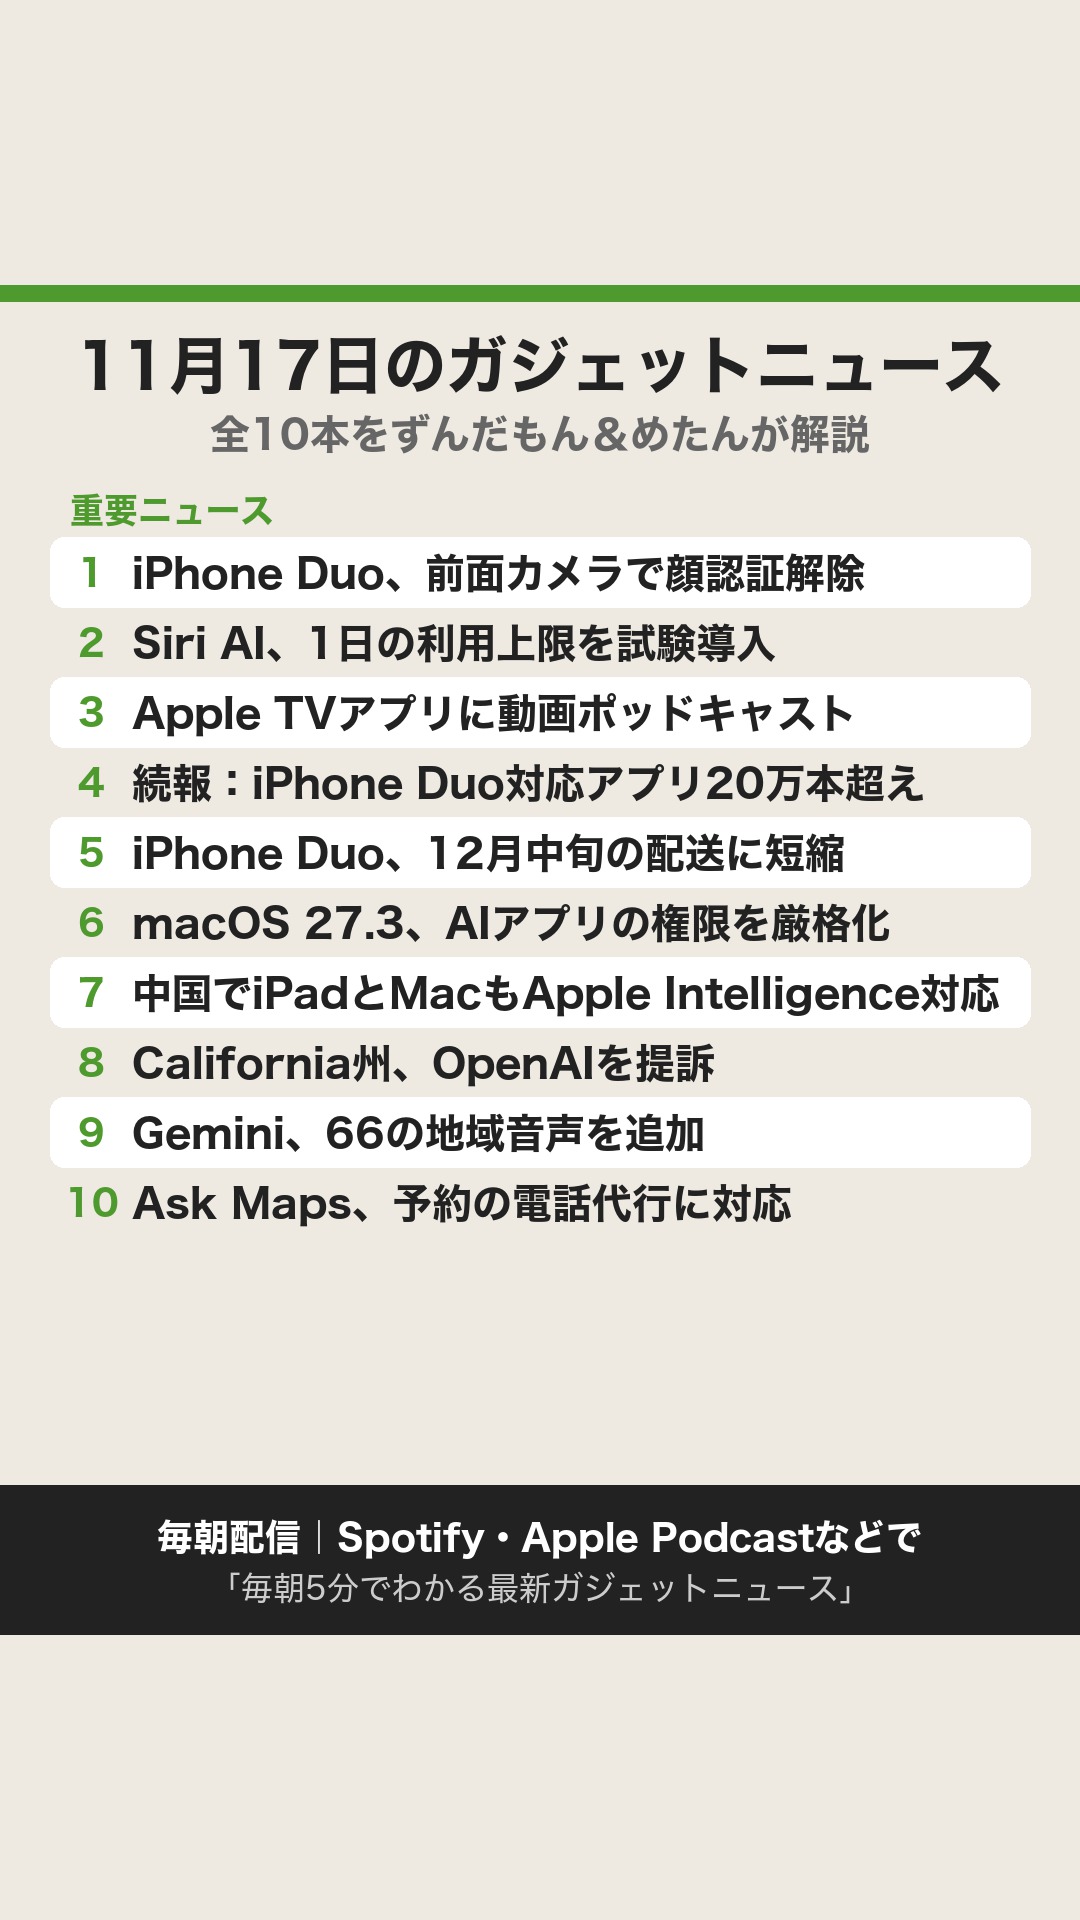 11月17日のガジェットニュース
全10本をずんだもん＆めたんが解説
重要ニュース
1 iPhone Duo、前面カメラで顔認証解除
2 Siri AI、1日の利用上限を試験導入
3 Apple TVアプリに動画ポッドキャスト
4 続報：iPhone Duo対応アプリ20万本超え
5 iPhone Duo、12月中旬の配送に短縮
6 macOS 27.3、AIアプリの権限を厳格化
7 中国でiPadとMacもApple Intelligence対応
8 California州、OpenAIを提訴
9 Gemini、66の地域音声を追加
10 Ask Maps、予約の電話代行に対応
毎朝配信｜Spotify・Apple Podcastなどで
「毎朝5分でわかる最新ガジェットニュース」